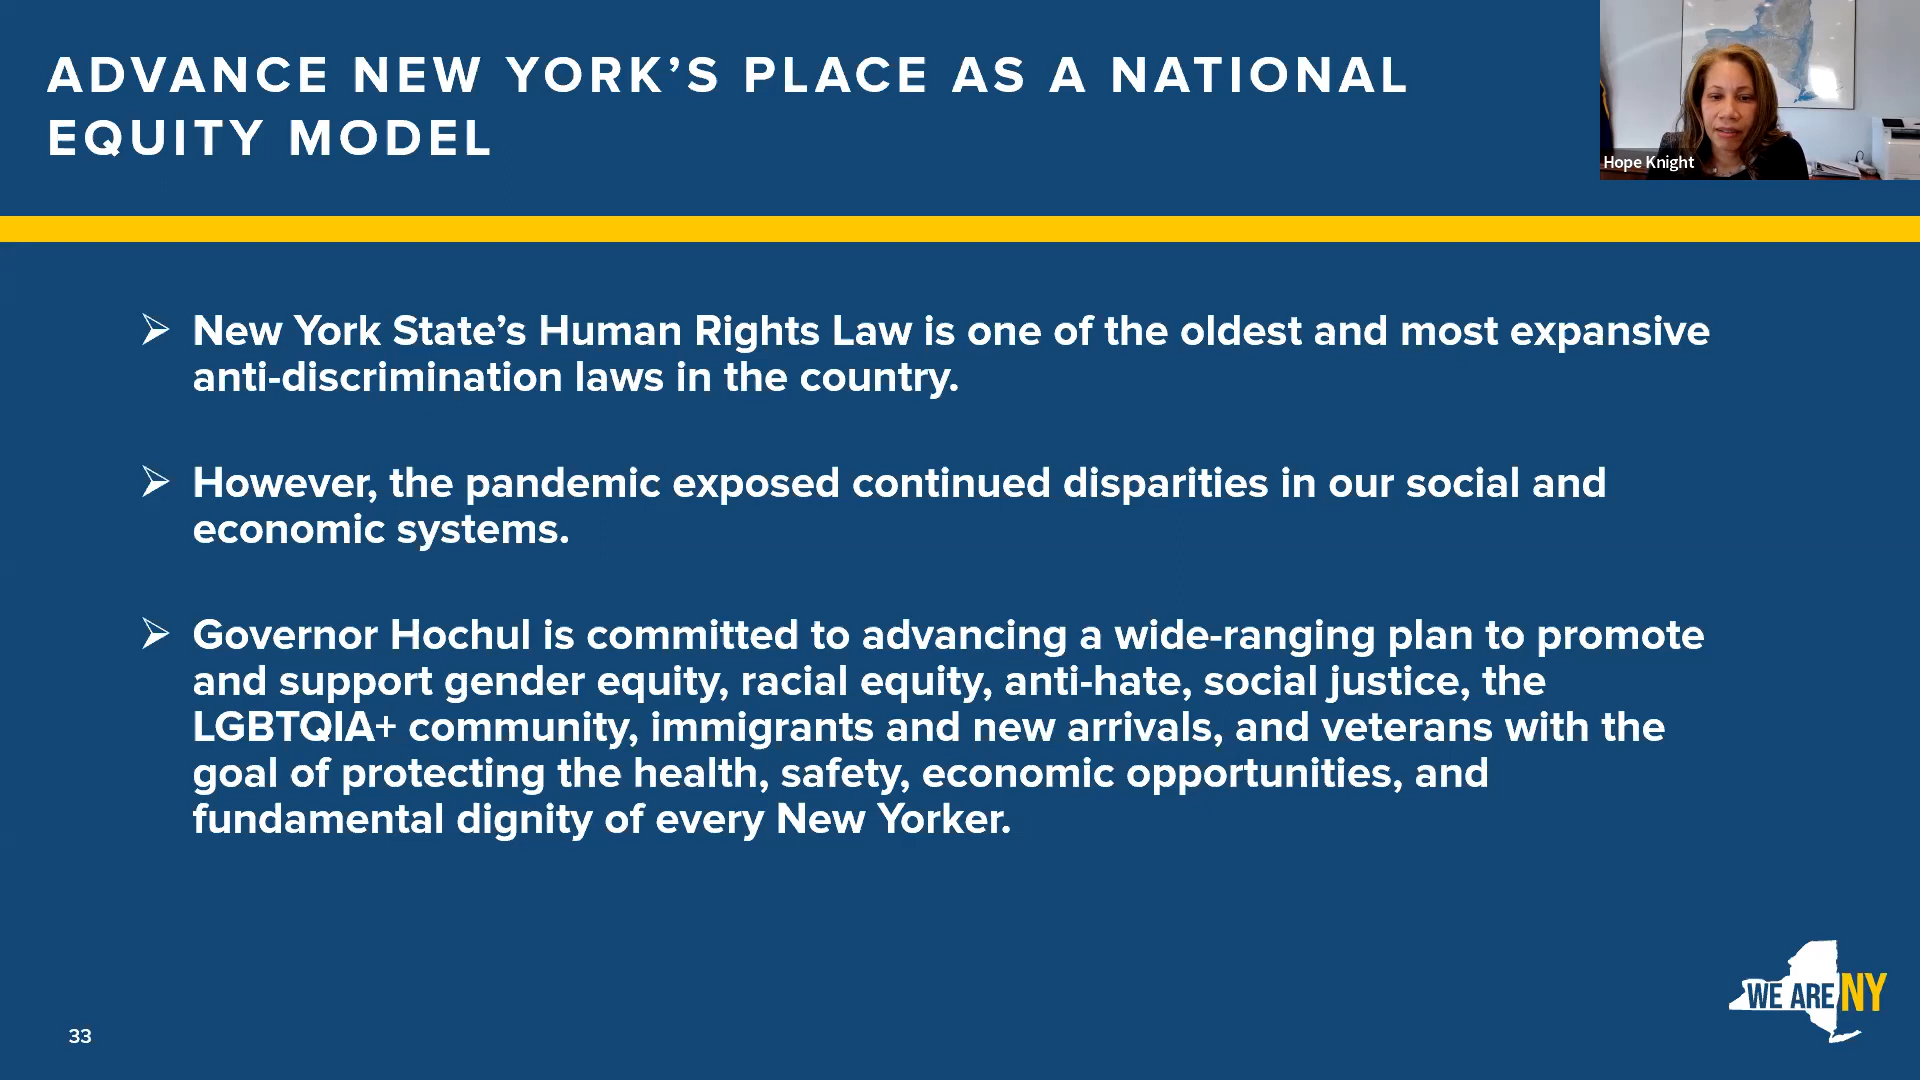 ADVANCE NEW YORK’S PLACE AS A NATIONAL
EQUITY MODEL
Hope Knight
New York State’s Human Rights Law is one of the oldest and most expansive
anti-discrimination laws in the country.
However, the pandemic exposed continued disparities in our social and
economic systems.
Governor Hochul is committed to advancing a wide-ranging plan to promote
and support gender equity, racial equity, anti-hate, social justice, the
LGBTQIA+ community, immigrants and new arrivals, and veterans with the
goal of protecting the health, safety, economic opportunities, and
fundamental dignity of every New Yorker.
WE ARE NY
33